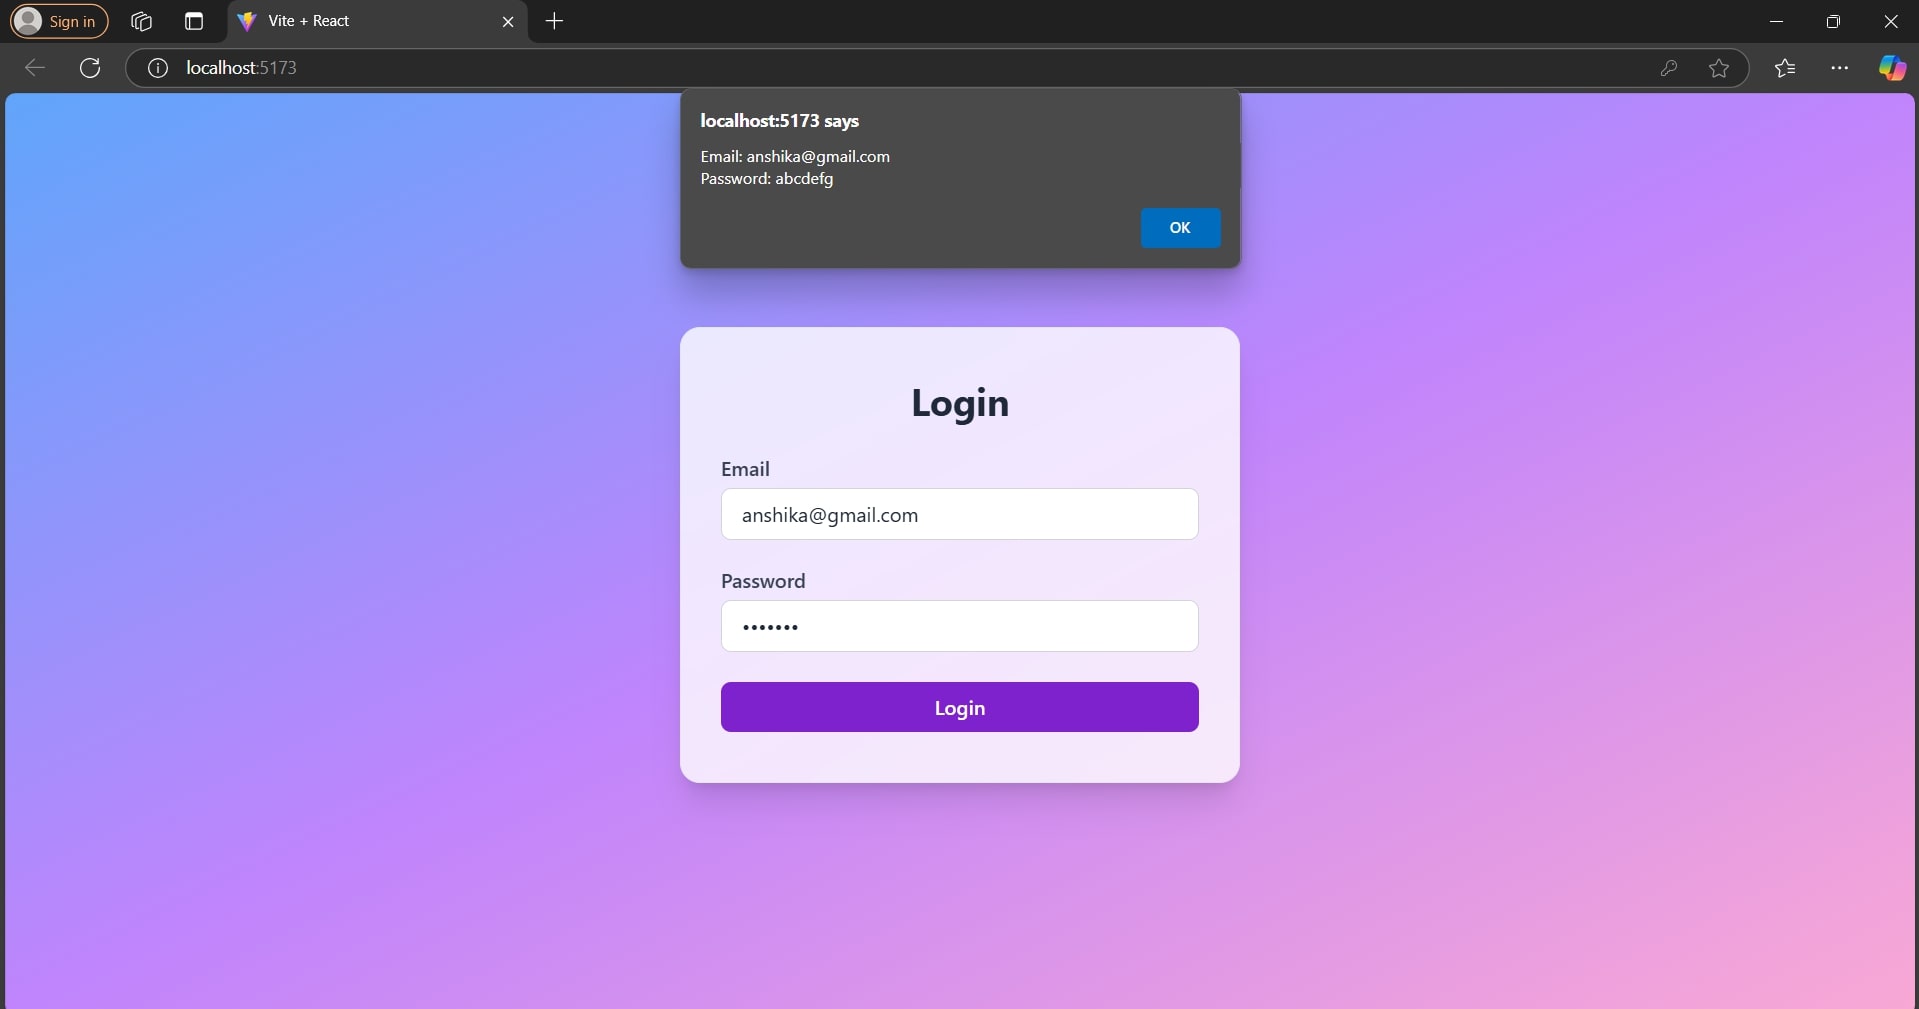 Sign in
Vite + React
localhost:5173
localhost:5173 says
Email: anshika@gmail.com
Password: abcdefg
OK
Login
Email
anshika@gmail.com
Password
•••••••
Login